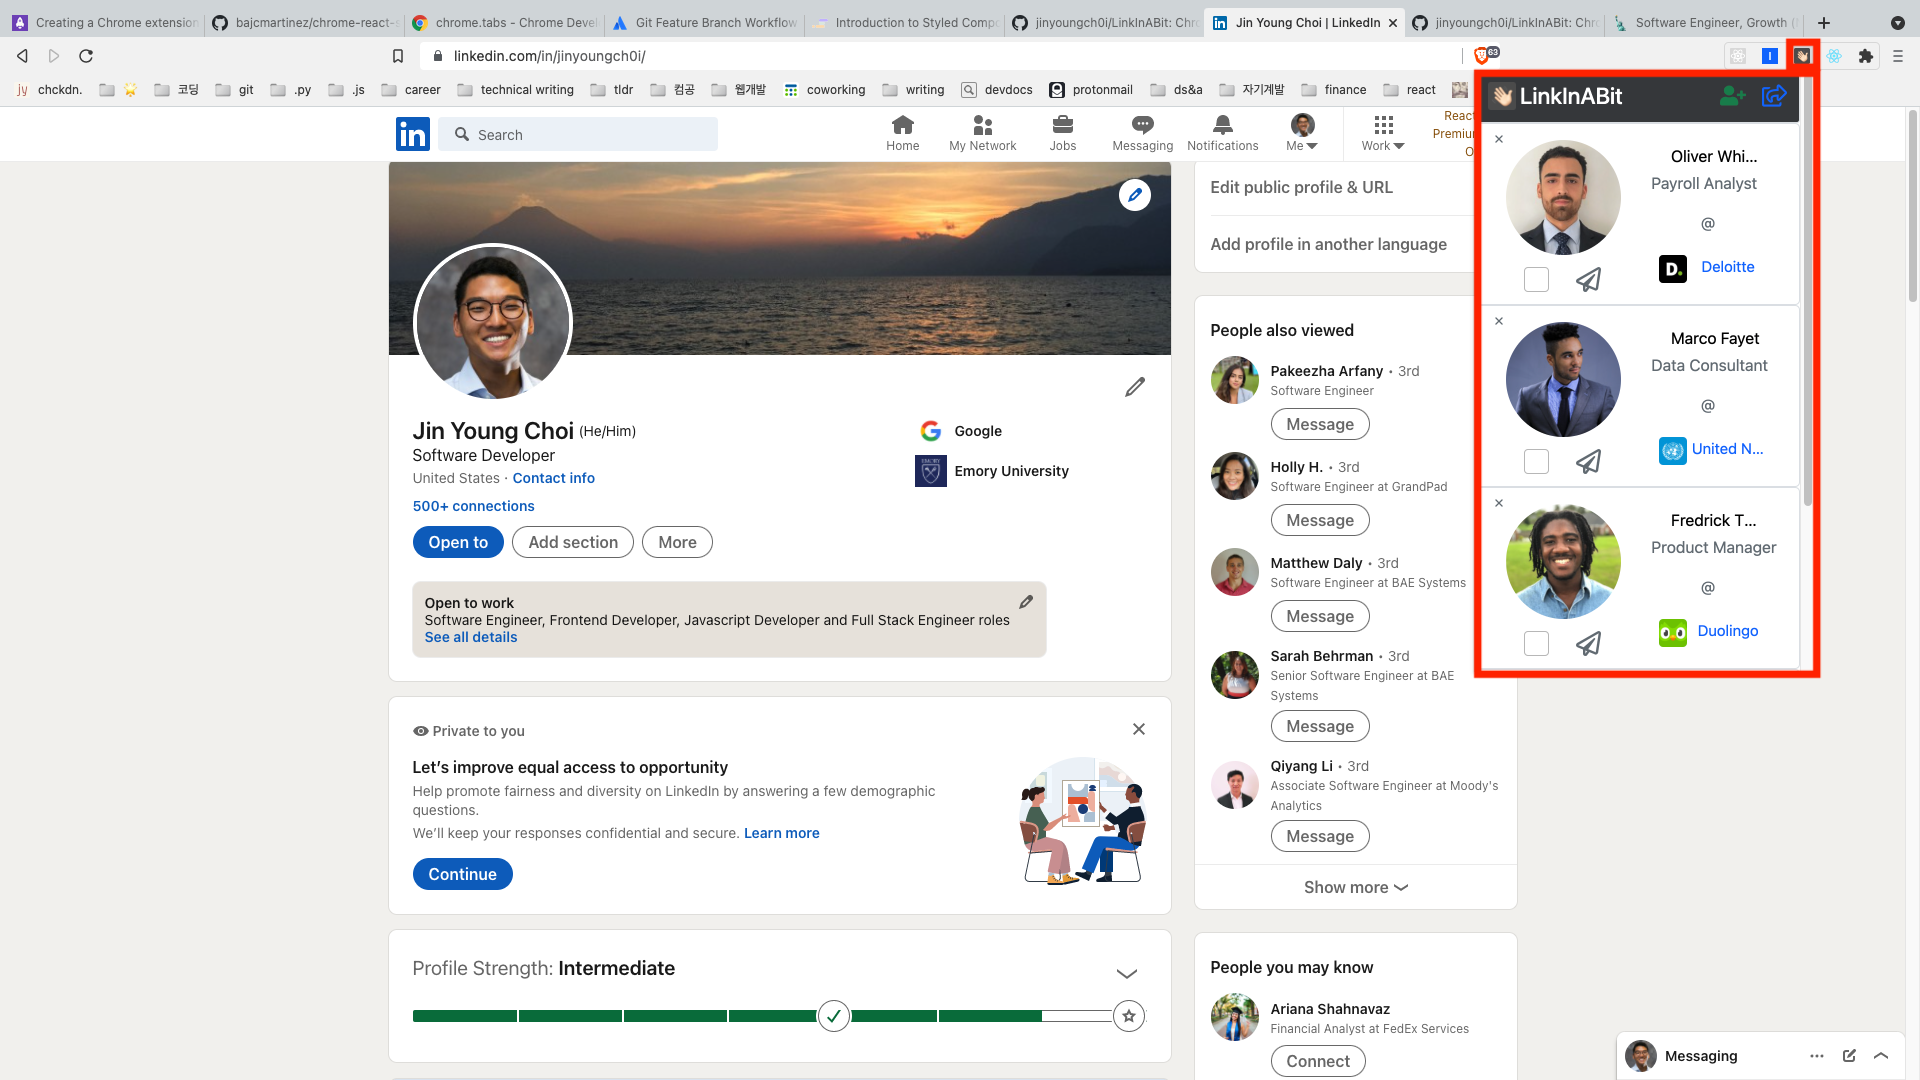 Creating a Chrome extension
bajcmartinez/chrome-react-s
chrome.tabs - Chrome Devel
Git Feature Branch Workflow
Introduction to Styled Compo
jinyoungch0i/LinkInABit: Chro
Jin Young Choi | LinkedIn
jinyoungch0i/LinkInABit: Chro
Software Engineer, Growth (
linkedin.com/in/jinyoungch0i/
63
chckdn.
코딩
git
.py
.js
career
technical writing
tldr
컴공
웹개발
coworking
writing
devdocs
protonmail
ds&a
자기계발
finance
react
in
Search
Home
My Network
Jobs
Messaging
Notifications
Me
Work
React
Premiu
LinkInABit
Oliver Whi...
Payroll Analyst
@
Deloitte
Marco Fayet
Data Consultant
@
United N...
Fredrick T...
Product Manager
@
Duolingo
Jin Young Choi (He/Him)
Software Developer
United States · Contact info
500+ connections
Google
Emory University
Open to
Add section
More
Open to work
Software Engineer, Frontend Developer, Javascript Developer and Full Stack Engineer roles
See all details
Private to you
Let's improve equal access to opportunity
Help promote fairness and diversity on LinkedIn by answering a few demographic
questions.
We'll keep your responses confidential and secure. Learn more
Continue
Profile Strength: Intermediate
Edit public profile & URL
Add profile in another language
People also viewed
Pakeezha Arfany • 3rd
Software Engineer
Message
Holly H. • 3rd
Software Engineer at GrandPad
Message
Matthew Daly • 3rd
Software Engineer at BAE Systems
Message
Sarah Behrman • 3rd
Senior Software Engineer at BAE
Systems
Message
Qiyang Li • 3rd
Associate Software Engineer at Moody's
Analytics
Message
Show more
People you may know
Ariana Shahnavaz
Financial Analyst at FedEx Services
Connect
Messaging